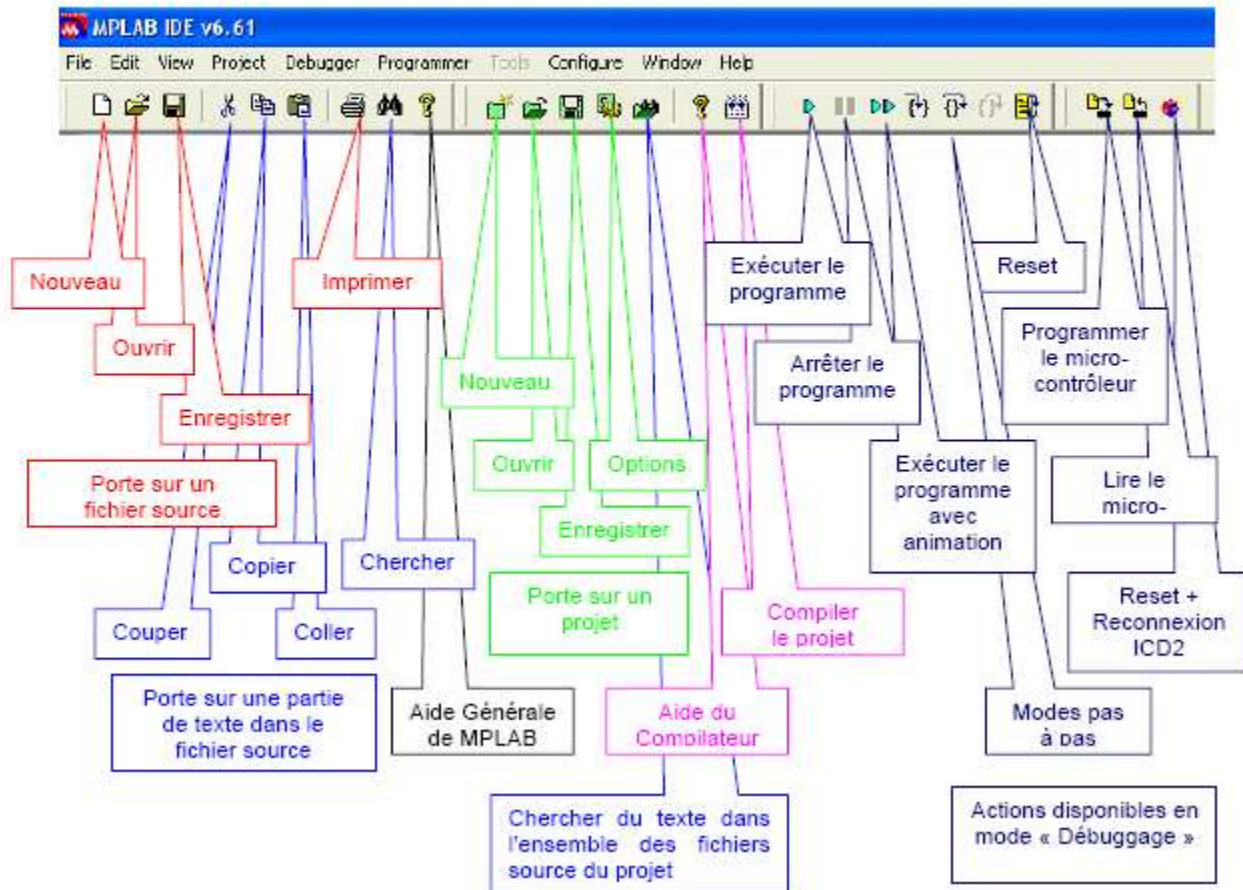 MPLAB IDE v6.61
File Edit View Project Debugger Programmer Tools Configure Window Help
Nouveau
Ouvrir
Enregistrer
Porte sur un
fichier source
Couper
Copier
Coller
Porte sur une partie
de texte dans le
fichier source
Imprimer
Chercher
Aide Générale
de MPLAB
Nouveau
Ouvrir
Options
Enregistrer
Porte sur un
projet
Chercher du texte dans
l'ensemble des fichiers
source du projet
Aide du
Compilateur
Compiler
le projet
Exécuter le
programme
Arrêter le
programme
Exécuter le
programme
avec
animation
Modes pas
à pas
Reset
Programmer
le micro-
contrôleur
Lire le
micro-
Reset +
Reconnexion
ICD2
Actions disponibles en
mode « Débuggage »